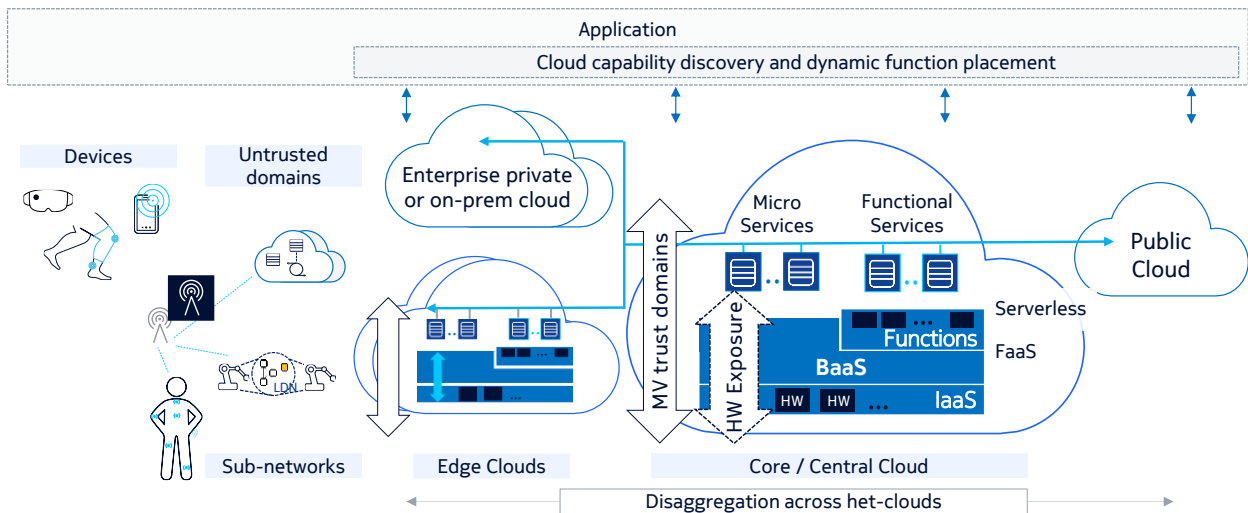 Application
Cloud capability discovery and dynamic function placement
Devices
Untrusted
domains
Enterprise private
or on-prem cloud
Micro
Services
Functional
Services
Public
Cloud
MV trust domains
HW Exposure
..
..
..
..
...
...
Serverless
Functions
FaaS
BaaS
HW
HW
...
IaaS
...
LDN
Sub-networks
Edge Clouds
Core / Central Cloud
Disaggregation across het-clouds